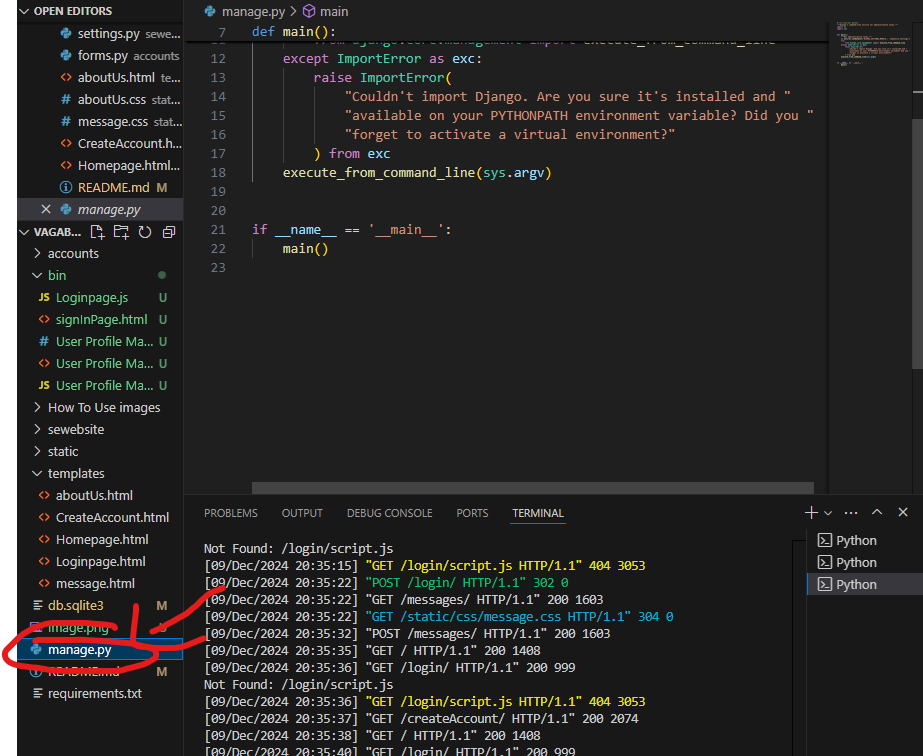 OPEN EDITORS
settings.py sewe...
forms.py accounts
aboutUs.html te...
aboutUs.css stat...
message.css stat...
CreateAccount.h...
Homepage.html...
README.md M
manage.py
VAGAB...
accounts
bin
JS Loginpage.js U
signInPage.html U
# User Profile Ma... U
User Profile Ma... U
JS User Profile Ma... U
How To Use images
sewebsite
static
templates
aboutUs.html
CreateAccount.html
Homepage.html
Loginpage.html
message.html
db.sqlite3 M
image.png
manage.py
README.md M
requirements.txt
manage.py > main
7 def main():
12 except ImportError as exc:
13 raise ImportError(
14 "Couldn't import Django. Are you sure it's installed and "
15 "available on your PYTHONPATH environment variable? Did you "
16 "forget to activate a virtual environment?"
17 ) from exc
18 execute_from_command_line(sys.argv)
19
20
21 if __name__ == '__main__':
22 main()
23
PROBLEMS OUTPUT DEBUG CONSOLE PORTS TERMINAL
Not Found: /login/script.js
[09/Dec/2024 20:35:15] "GET /login/script.js HTTP/1.1" 404 3053
[09/Dec/2024 20:35:22] "POST /login/ HTTP/1.1" 302 0
[09/Dec/2024 20:35:22] "GET /messages/ HTTP/1.1" 200 1603
[09/Dec/2024 20:35:22] "GET /static/css/message.css HTTP/1.1" 304 0
[09/Dec/2024 20:35:32] "POST /messages/ HTTP/1.1" 200 1603
[09/Dec/2024 20:35:35] "GET / HTTP/1.1" 200 1408
[09/Dec/2024 20:35:36] "GET /login/ HTTP/1.1" 200 999
Not Found: /login/script.js
[09/Dec/2024 20:35:36] "GET /login/script.js HTTP/1.1" 404 3053
[09/Dec/2024 20:35:37] "GET /createAccount/ HTTP/1.1" 200 2074
[09/Dec/2024 20:35:38] "GET / HTTP/1.1" 200 1408
[09/Dec/2024 20:35:40] "GET /login/ HTTP/1.1" 200 999
Python
Python
Python